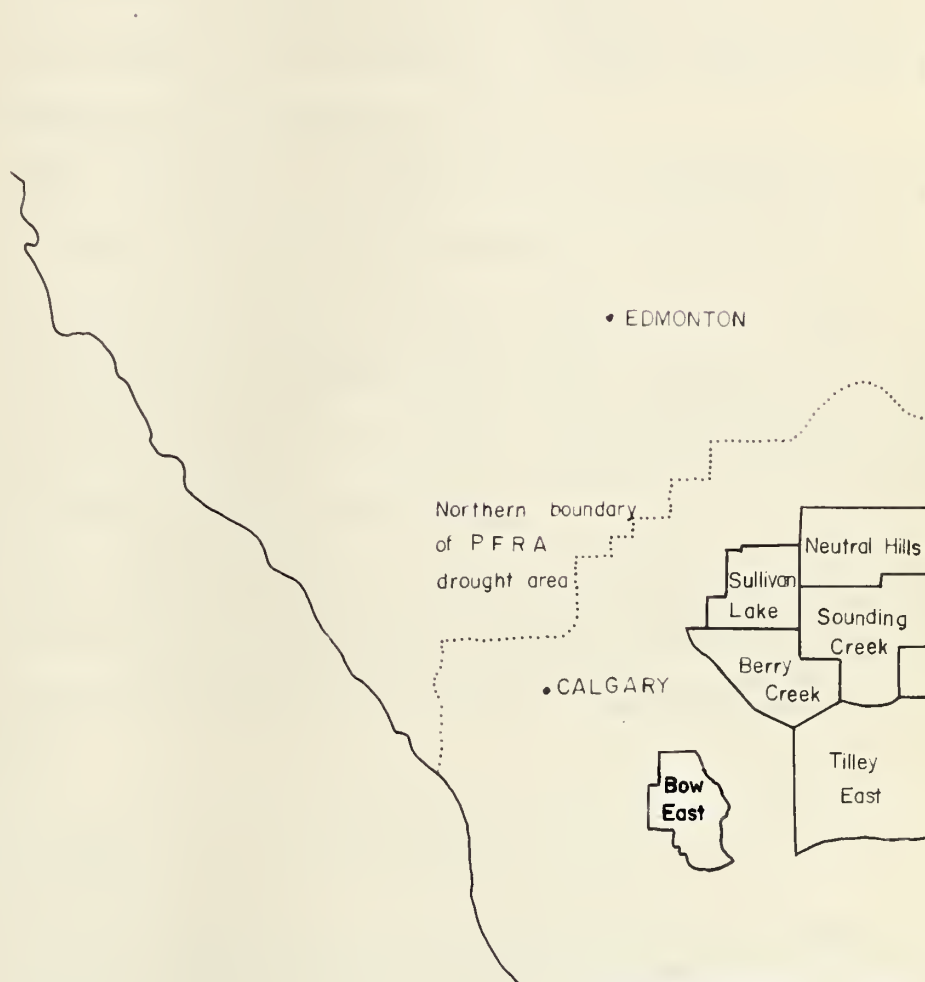 EDMONTON
Northern boundary
of PFRA
drought area
Neutral Hills
Sullivan
Lake
Sounding
Creek
Berry
Creek
CALGARY
Tilley
East
Bow
East